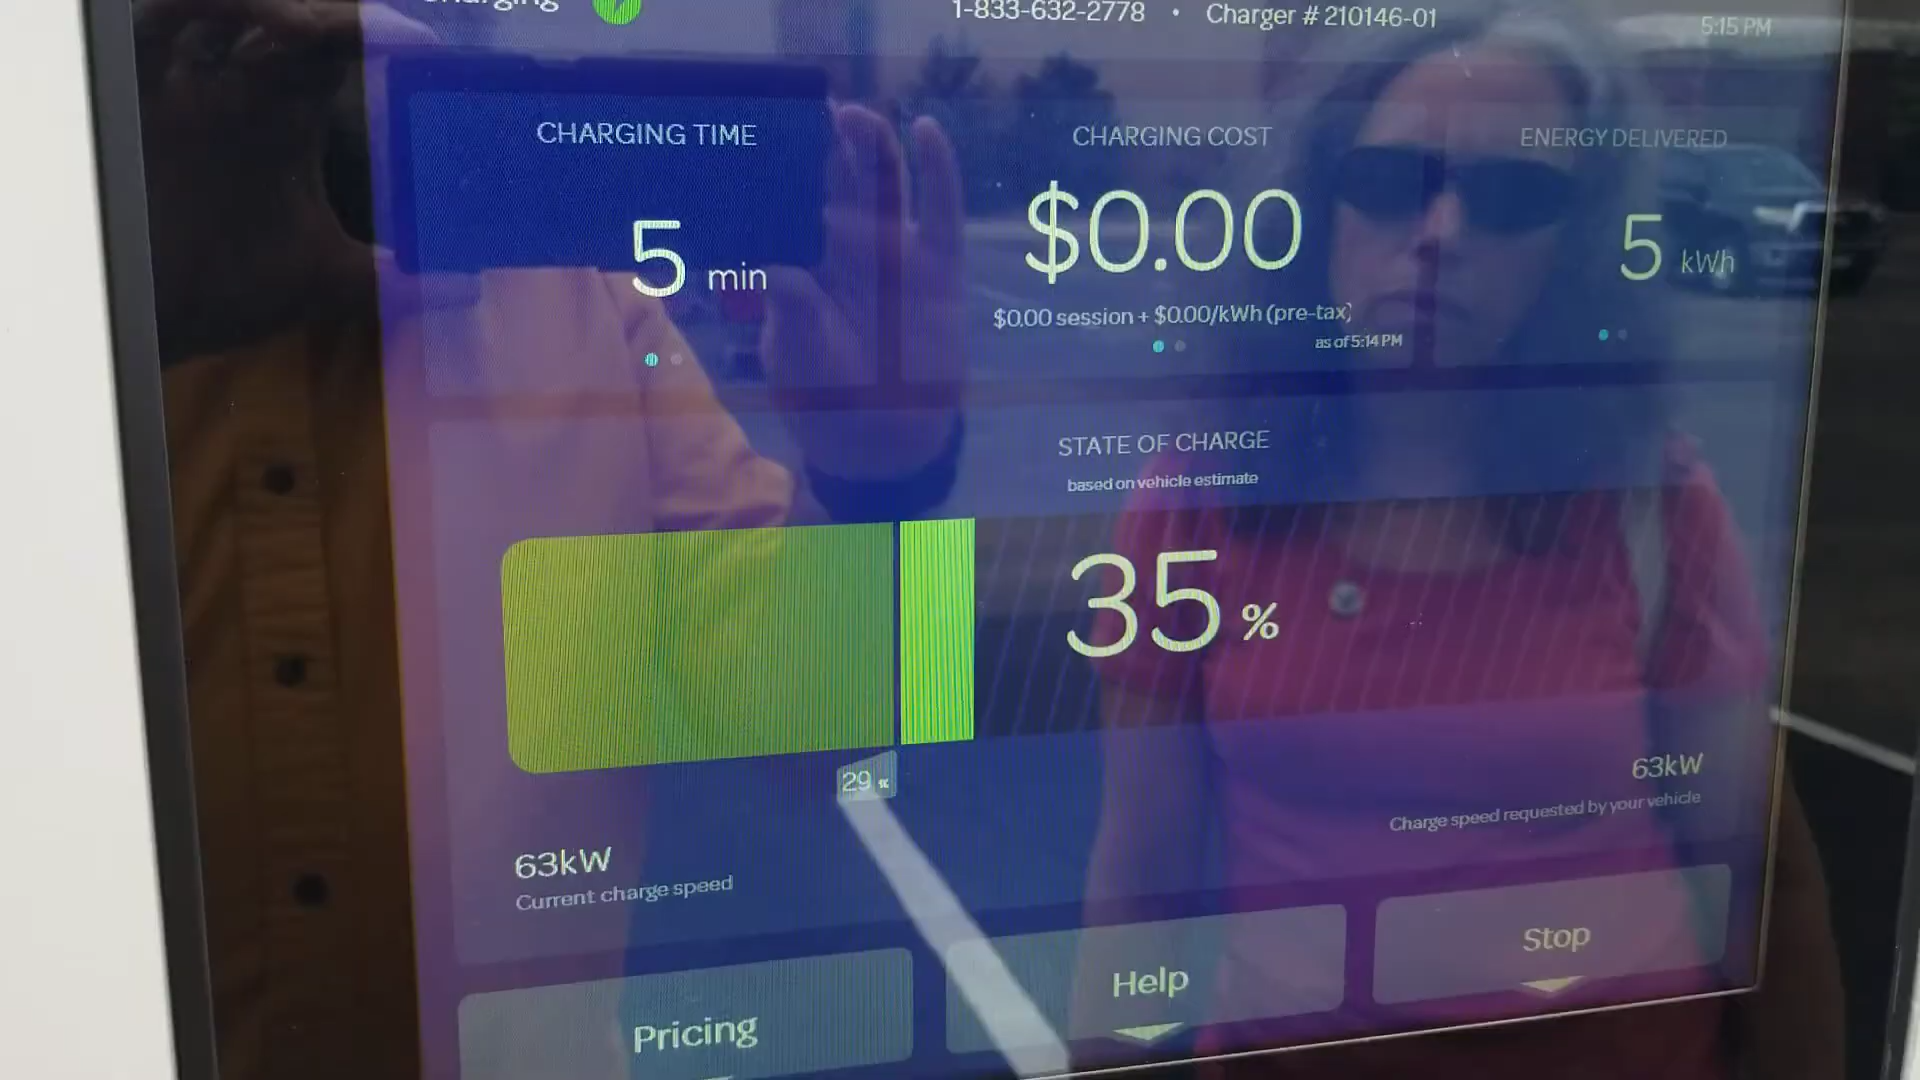 Charging
1-833-632-2778 • Charger # 210146-01
5:15 PM
CHARGING TIME
5 min
CHARGING COST
$0.00
$0.00 session + $0.00/kWh (pre-tax)
as of 5:14 PM
ENERGY DELIVERED
5 kWh
STATE OF CHARGE
based on vehicle estimate
35 %
29 %
63kW
Current charge speed
63kW
Charge speed requested by your vehicle
Pricing
Help
Stop